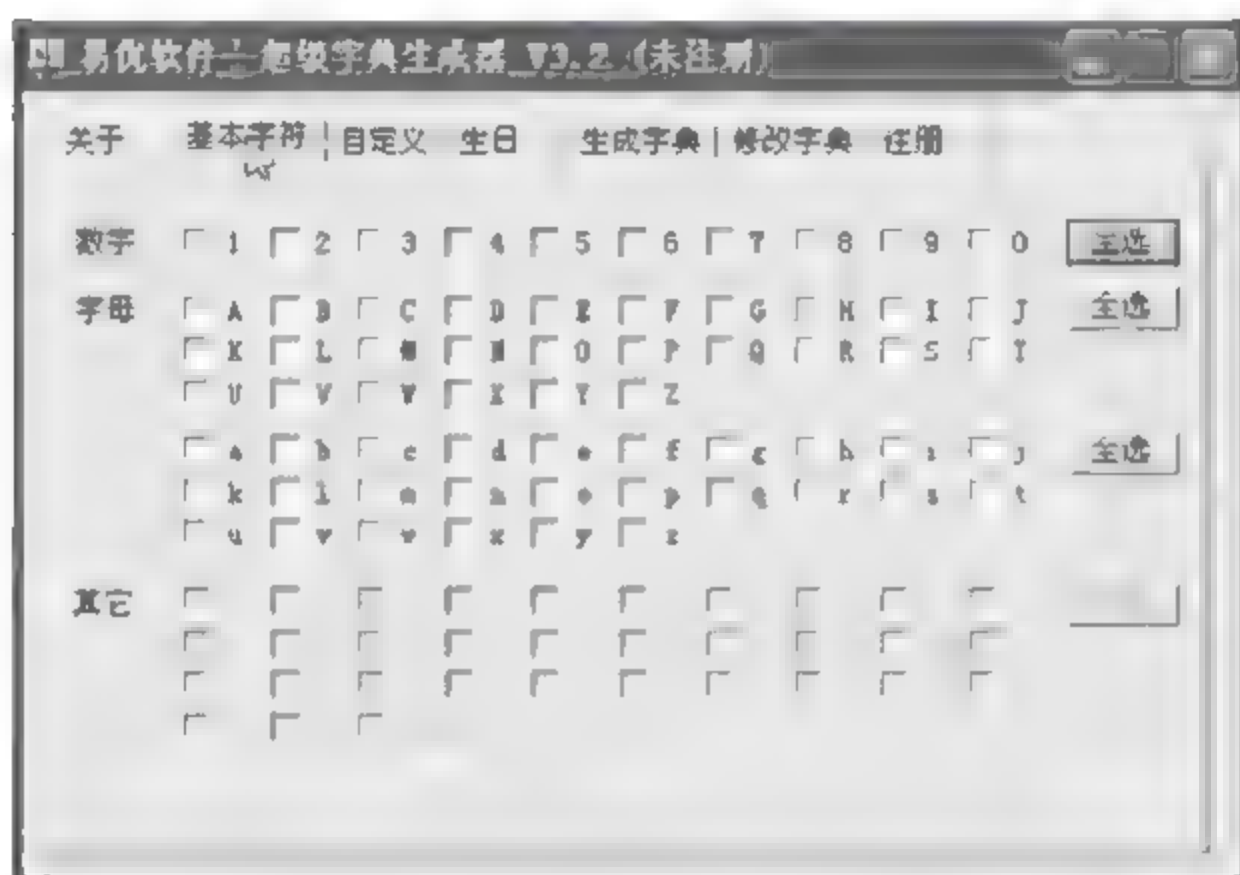 易优软件—超级字典生成器 V3.2 (未注册)
关于 基本字符 自定义 生日 生成字典 修改字典 注册
数字 1 2 3 4 5 6 7 8 9 0 全选
字母 A B C D E F G H I J 全选
K L M N O P Q R S T
U V W X Y Z
a b c d e f g h i j 全选
k l m n o p q r s t
u v w x y z
其它